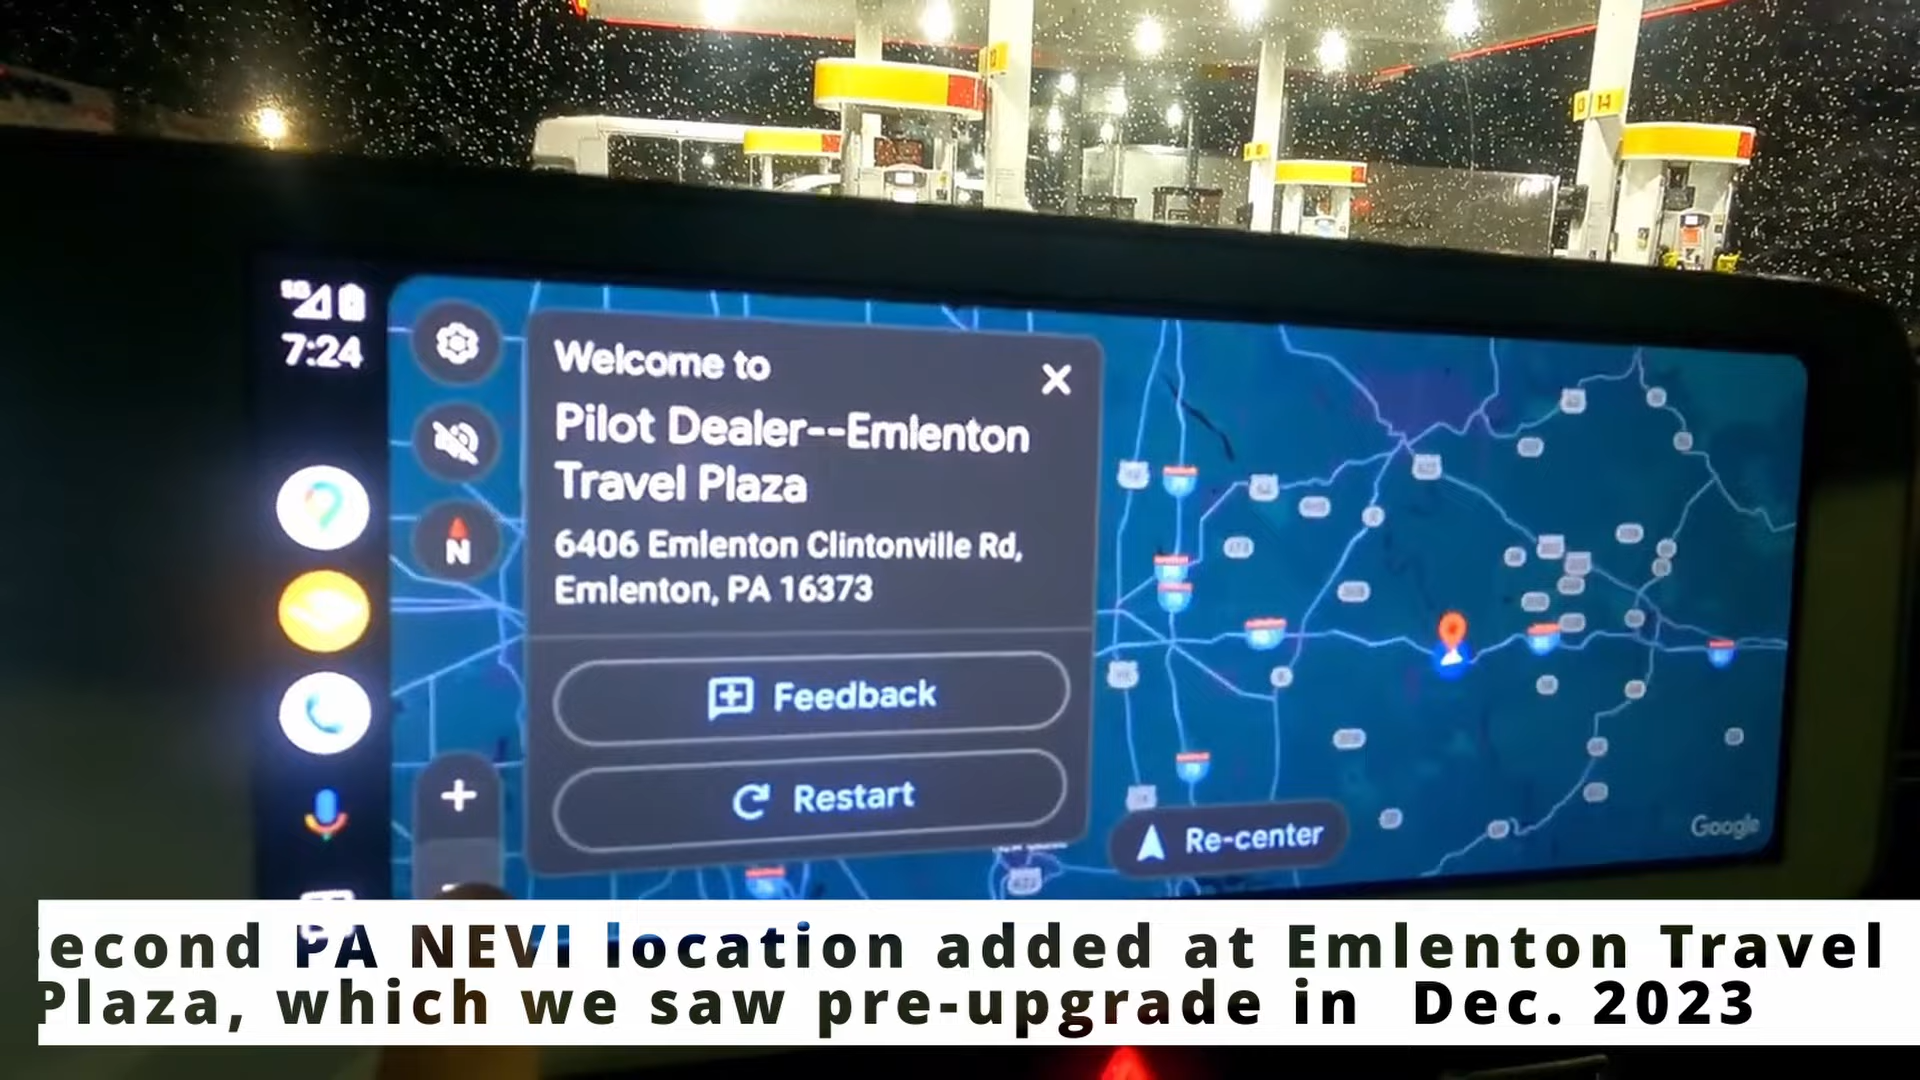 5G
7:24
Welcome to
Pilot Dealer--Emlenton
Travel Plaza
6406 Emlenton Clintonville Rd,
Emlenton, PA 16373
Feedback
Restart
N
Re-center
Google
econd PA NEVI location added at Emlenton Travel
Plaza, which we saw pre-upgrade in Dec. 2023